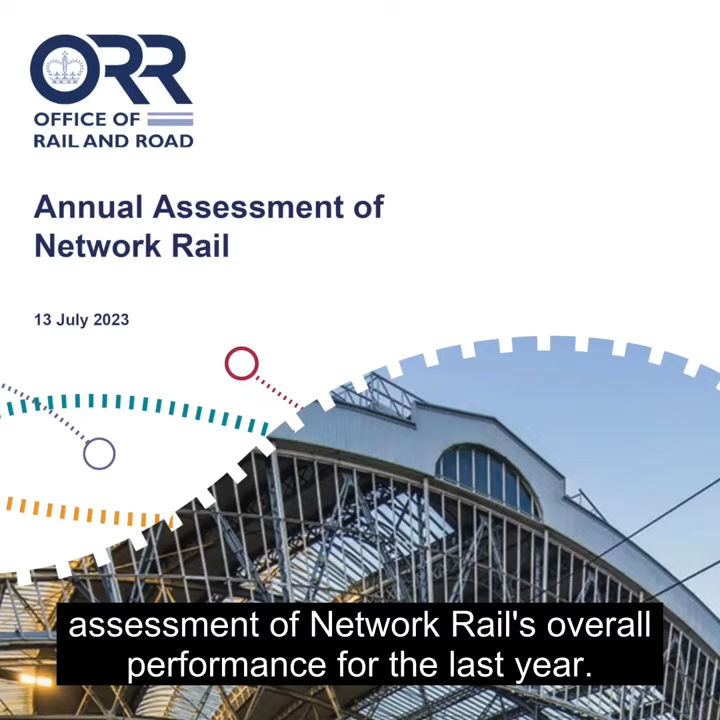 ORR
OFFICE OF
RAIL AND ROAD
Annual Assessment of
Network Rail
13 July 2023
assessment of Network Rail's overall
performance for the last year.